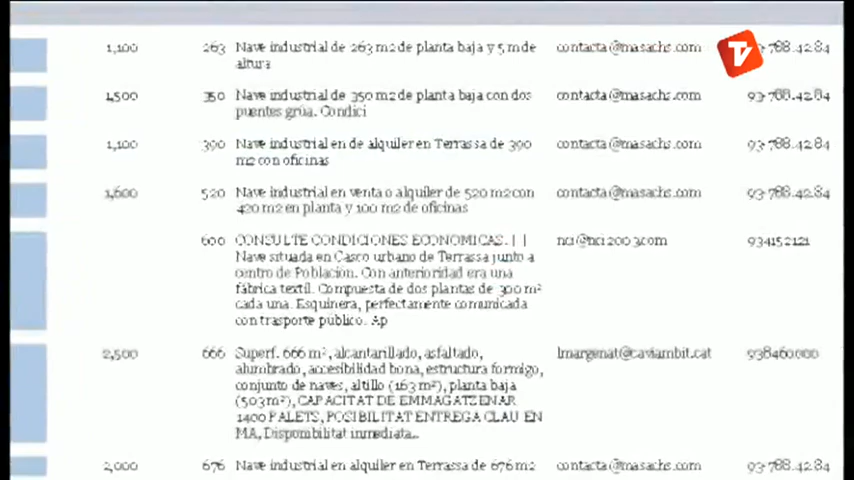 1,100 263 Nave industrial de 263 m2 de planta baja y 5 m de contacta@masachs.com 93-788.42.84
altura
1,500 350 Nave industrial de 350 m2 de planta baja con dos contacta@masachs.com 93-788.42.84
puentes grúa. Condici
1,100 390 Nave industrial en de alquiler en Terrassa de 390 contacta@masachs.com 93-788.42.84
m2 con oficinas
1,600 520 Nave industrial en venta o alquiler de 520 m2 con contacta@masachs.com 93-788.42.84
420 m2 en planta y 100 m2 de oficinas
600 CONSULTE CONDICIONES ECONOMICAS. | | nci@nci2003.com 934152121
Nave situada en Casco urbano de Terrassa junto a
centro de Población. Con anterioridad era una
fábrica textil. Compuesta de dos plantas de 300 m²
cada una. Esquinera, perfectamente comunicada
con trasporte público. Ap
2,500 666 Superf. 666 m², alcantarillado, asfaltado, lmargenat@caviambit.cat 938460000
alumbrado, accesibilidad bona, estructura formigo,
conjunto de naves, altillo (163 m²), planta baja
(503m²), CAPACITAT DE EMMAGATZENAR
1400 PALETS, POSIBILITAT ENTREGA CLAU EN
MA, Disponibilitat inmediata..
2,000 676 Nave industrial en alquiler en Terrassa de 676 m2 contacta@masachs.com 93-788.42.84